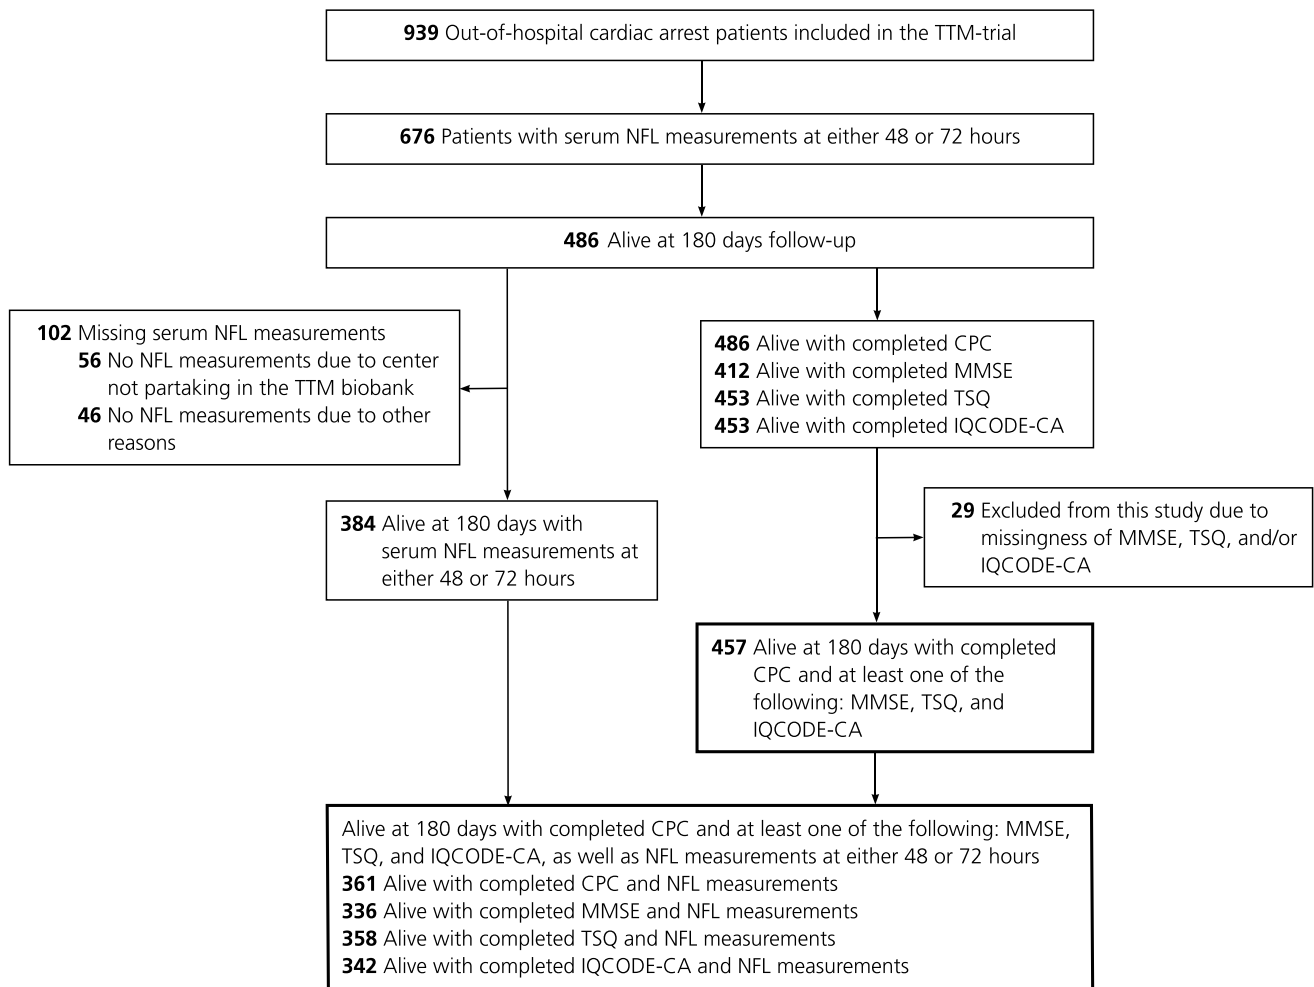 939 Out-of-hospital cardiac arrest patients included in the TTM-trial
676 Patients with serum NFL measurements at either 48 or 72 hours
486 Alive at 180 days follow-up
102 Missing serum NFL measurements
56 No NFL measurements due to center
not partaking in the TTM biobank
46 No NFL measurements due to other
reasons
486 Alive with completed CPC
412 Alive with completed MMSE
453 Alive with completed TSQ
453 Alive with completed IQCODE-CA
384 Alive at 180 days with
serum NFL measurements at
either 48 or 72 hours
29 Excluded from this study due to
missingness of MMSE, TSQ, and/or
IQCODE-CA
457 Alive at 180 days with completed
CPC and at least one of the
following: MMSE, TSQ, and
IQCODE-CA
Alive at 180 days with completed CPC and at least one of the following: MMSE,
TSQ, and IQCODE-CA, as well as NFL measurements at either 48 or 72 hours
361 Alive with completed CPC and NFL measurements
336 Alive with completed MMSE and NFL measurements
358 Alive with completed TSQ and NFL measurements
342 Alive with completed IQCODE-CA and NFL measurements